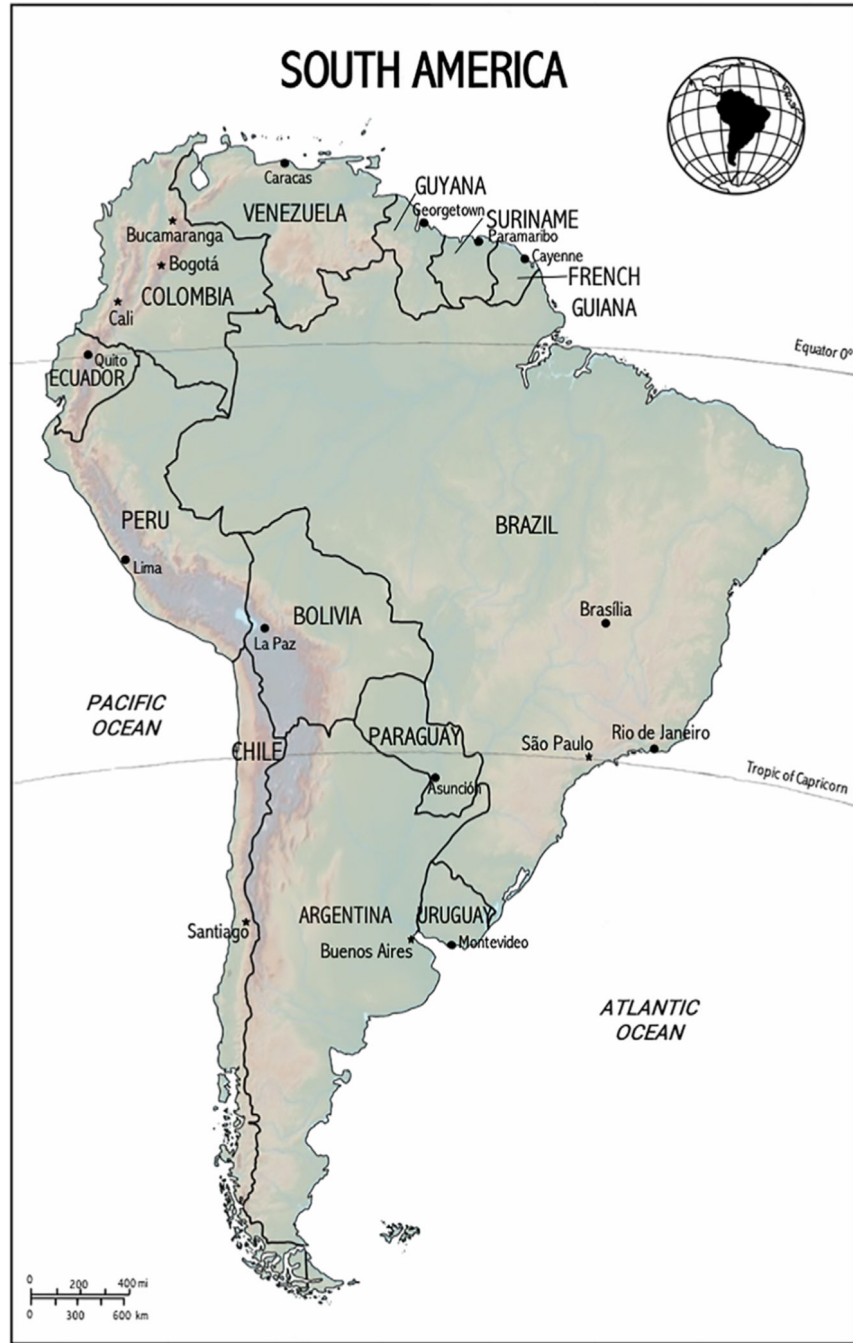 SOUTH AMERICA
Caracas
GUYANA
VENEZUELA
Georgetown
SURINAME
Bucamaranga
Paramaribo
Cayenne
Bogotá
FRENCH
GUIANA
COLOMBIA
Cali
Equator 0°
Quito
ECUADOR
PERU
BRAZIL
Lima
Brasília
BOLIVIA
La Paz
PACIFIC
OCEAN
PARAGUAY
Rio de Janeiro
São Paulo
CHILE
Tropic of Capricorn
Asunción
ARGENTINA
URUGUAY
Santiago
Buenos Aires
Montevideo
ATLANTIC
OCEAN
0 200 400 mi
0 300 600 km